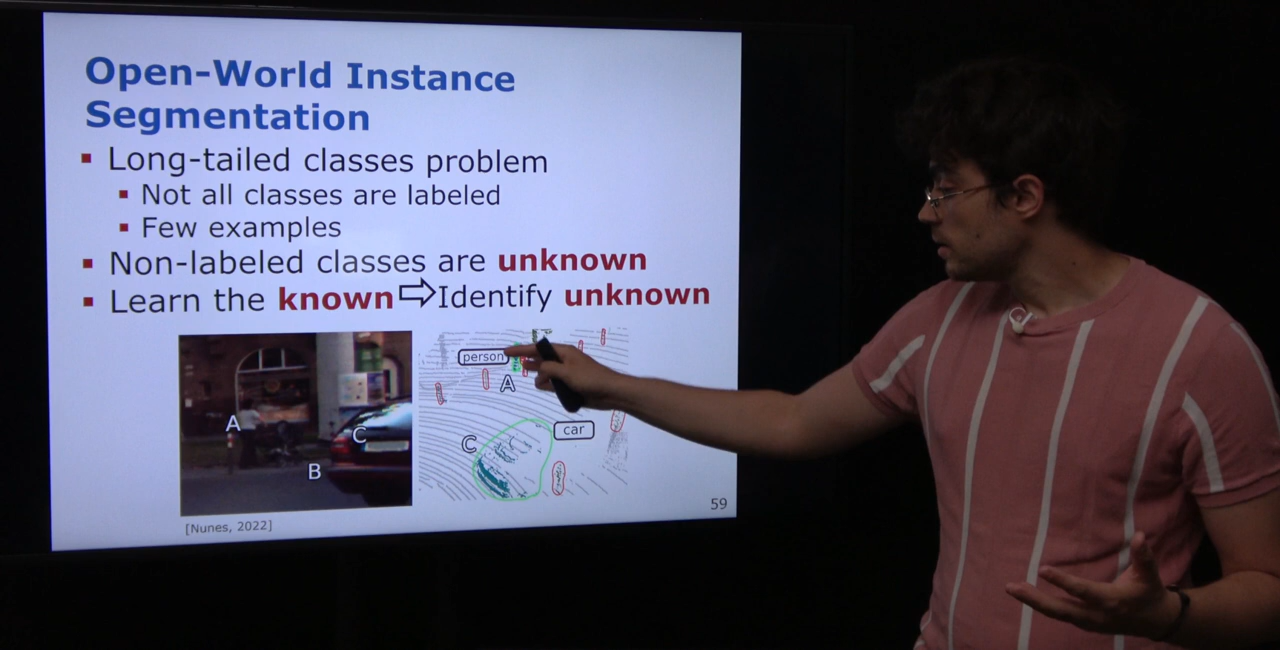 Open-World Instance
Segmentation
Long-tailed classes problem
Not all classes are labeled
Few examples
Non-labeled classes are unknown
Learn the known ⇨ Identify unknown
person
A
A
C
B
C
car
[Nunes, 2022]
59